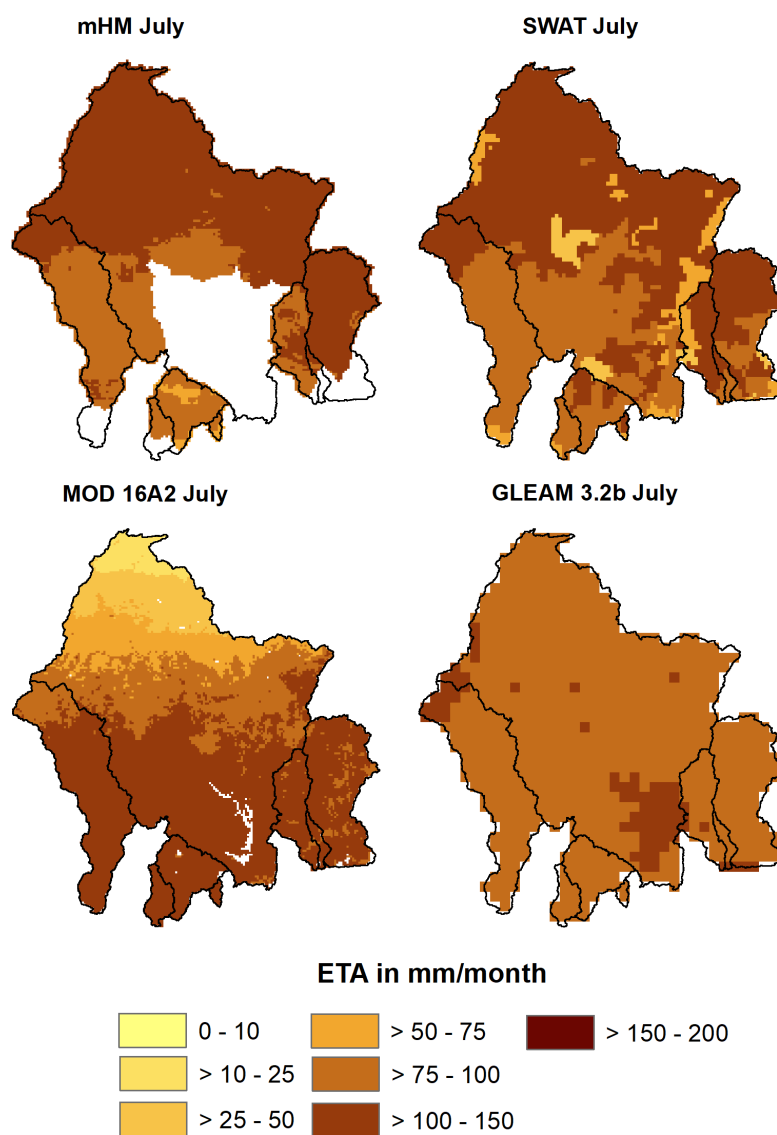 mHM July
SWAT July
MOD 16A2 July
GLEAM 3.2b July
ETA in mm/month
0 - 10
> 50 - 75
> 150 - 200
> 10 - 25
> 75 - 100
> 25 - 50
> 100 - 150